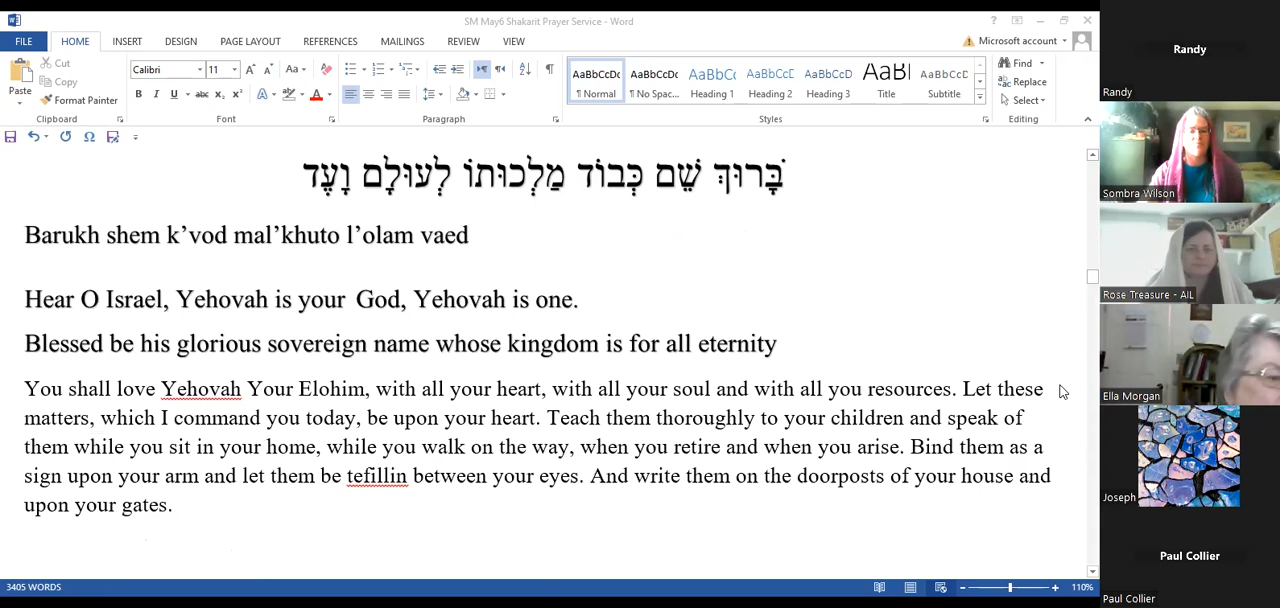 SM May6 Shakarit Prayer Service - Word
FILE HOME INSERT DESIGN PAGE LAYOUT REFERENCES MAILINGS REVIEW VIEW Microsoft account
Paste
Cut
Copy
Format Painter
Calibri 11
AaBbCcDc AaBbCcDc AaBbCc AaBbCcD AaBbCcD AaBl AaBbCcD
¶ Normal ¶ No Spac... Heading 1 Heading 2 Heading 3 Title Subtitle
Find
Replace
Select
Clipboard Font Paragraph Styles Editing
בָּרוּךְ שֵׁם כְּבוֹד מַלְכוּתוֹ לְעוּלָם וָעֶד
Barukh shem k’vod mal’khuto l’olam vaed
Hear O Israel, Yehovah is your God, Yehovah is one.
Blessed be his glorious sovereign name whose kingdom is for all eternity
You shall love Yehovah Your Elohim, with all your heart, with all your soul and with all you resources. Let these
matters, which I command you today, be upon your heart. Teach them thoroughly to your children and speak of
them while you sit in your home, while you walk on the way, when you retire and when you arise. Bind them as a
sign upon your arm and let them be tefillin between your eyes. And write them on the doorposts of your house and
upon your gates.
3405 WORDS
110%
Randy
Randy
Sombra Wilson
Rose Treasure - AIL
Ella Morgan
Joseph
Paul Collier
Paul Collier